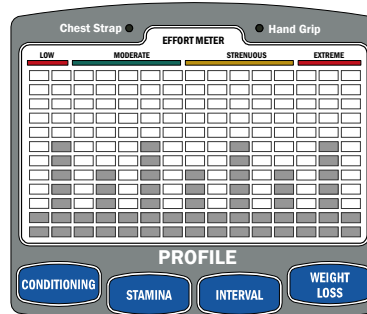 Chest Strap
Hand Grip
EFFORT METER
LOW
MODERATE
STRENUOUS
EXTREME
PROFILE
CONDITIONING
STAMINA
INTERVAL
WEIGHT
LOSS